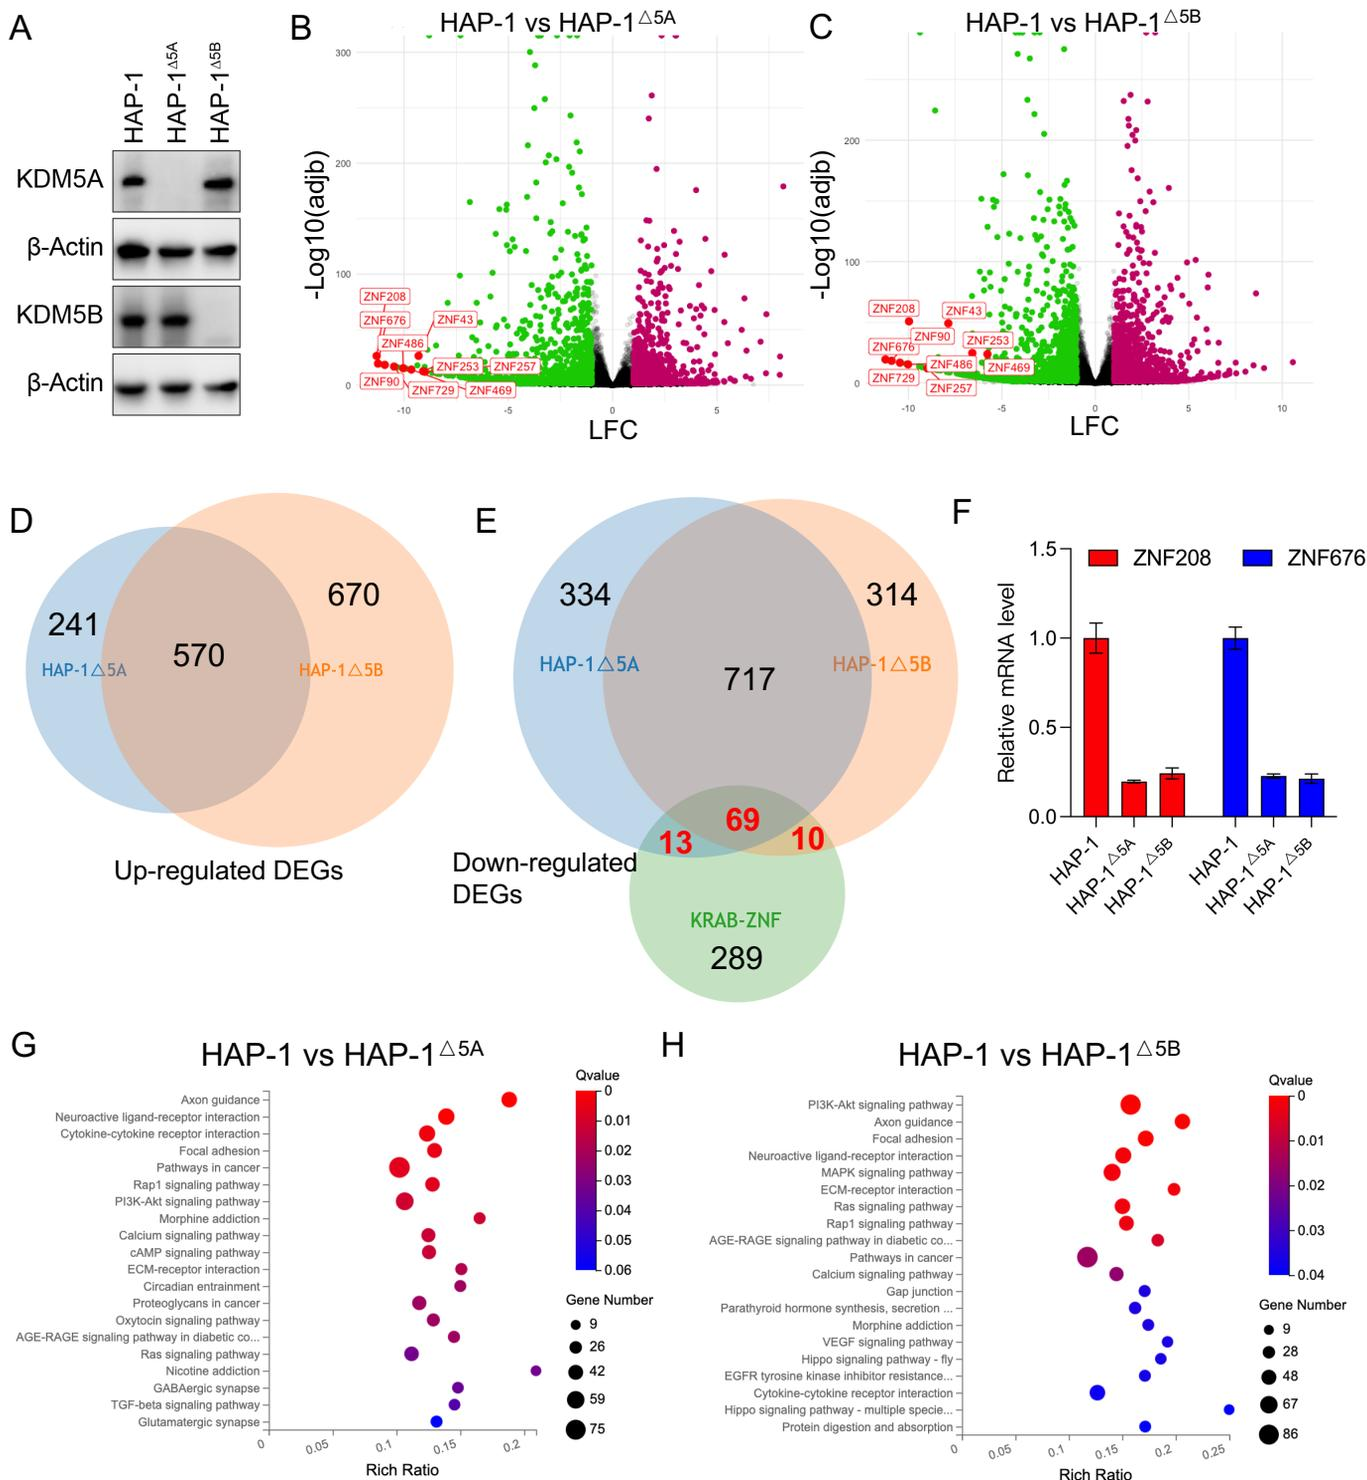 A
HAP-1
HAP-1△5A
HAP-1△5B
KDM5A
β-Actin
KDM5B
β-Actin
B
HAP-1 vs HAP-1△5A
-Log10(adjb)
300
200
100
0
ZNF208
ZNF676
ZNF43
ZNF486
ZNF253
ZNF257
ZNF90
ZNF729
ZNF469
-10
-5
0
5
LFC
C
HAP-1 vs HAP-1△5B
-Log10(adjb)
200
100
0
ZNF208
ZNF43
ZNF90
ZNF253
ZNF676
ZNF486
ZNF469
ZNF729
ZNF257
-10
-5
0
5
10
LFC
D
241
670
570
HAP-1△5A
HAP-1△5B
Up-regulated DEGs
E
334
314
HAP-1△5A
HAP-1△5B
717
69
13
10
Down-regulated
DEGs
KRAB-ZNF
289
F
Relative mRNA level
1.5
1.0
0.5
0.0
ZNF208
ZNF676
HAP-1
HAP-1△5A
HAP-1△5B
HAP-1
HAP-1△5A
HAP-1△5B
G
HAP-1 vs HAP-1△5A
Axon guidance
Neuroactive ligand-receptor interaction
Cytokine-cytokine receptor interaction
Focal adhesion
Pathways in cancer
Rap1 signaling pathway
PI3K-Akt signaling pathway
Morphine addiction
Calcium signaling pathway
cAMP signaling pathway
ECM-receptor interaction
Circadian entrainment
Proteoglycans in cancer
Oxytocin signaling pathway
AGE-RAGE signaling pathway in diabetic co...
Ras signaling pathway
Nicotine addiction
GABAergic synapse
TGF-beta signaling pathway
Glutamatergic synapse
0
0.05
0.1
0.15
0.2
Rich Ratio
Qvalue
0
0.01
0.02
0.03
0.04
0.05
0.06
Gene Number
9
26
42
59
75
H
HAP-1 vs HAP-1△5B
PI3K-Akt signaling pathway
Axon guidance
Focal adhesion
Neuroactive ligand-receptor interaction
MAPK signaling pathway
ECM-receptor interaction
Ras signaling pathway
Rap1 signaling pathway
AGE-RAGE signaling pathway in diabetic co...
Pathways in cancer
Calcium signaling pathway
Gap junction
Parathyroid hormone synthesis, secretion ...
Morphine addiction
VEGF signaling pathway
Hippo signaling pathway - fly
EGFR tyrosine kinase inhibitor resistance...
Cytokine-cytokine receptor interaction
Hippo signaling pathway - multiple specie...
Protein digestion and absorption
0
0.05
0.1
0.15
0.2
0.25
Rich Ratio
Qvalue
0
0.01
0.02
0.03
0.04
Gene Number
9
28
48
67
86